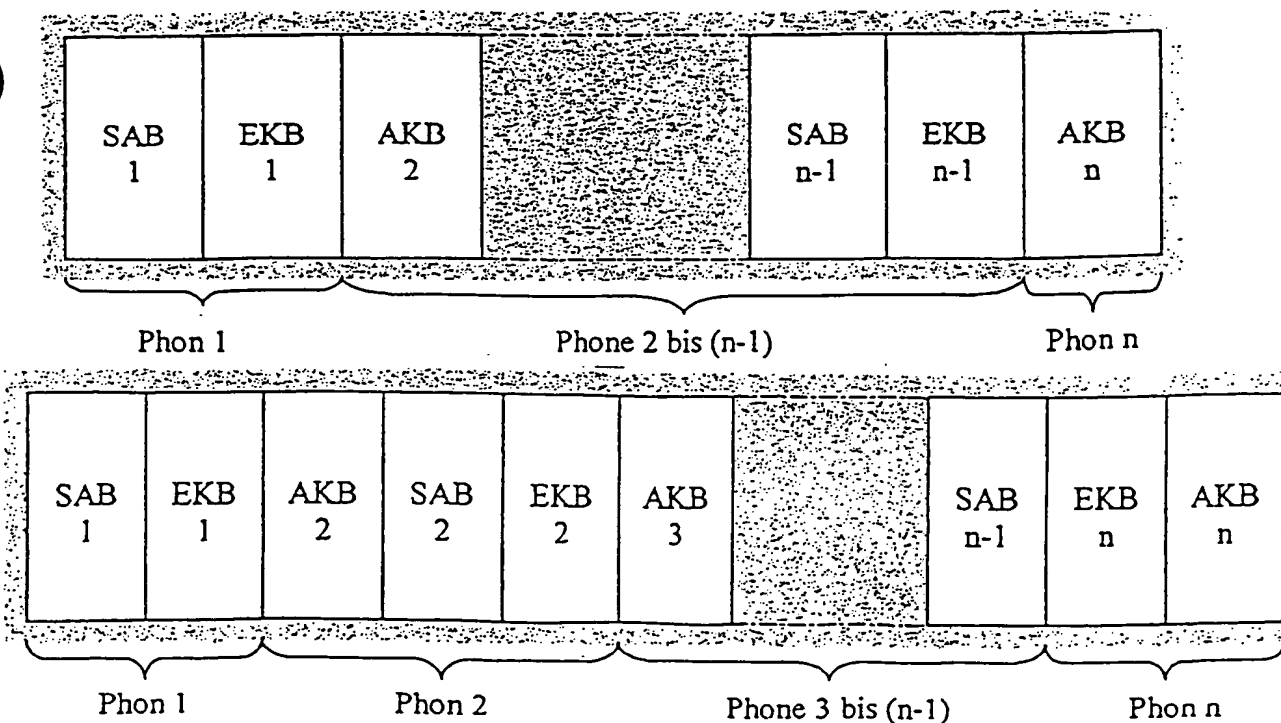 SAB EKB AKB SAB EKB AKB
1 1 2 n-1 n-1 n
Phon 1 Phone 2 bis (n-1) Phon n
SAB EKB AKB SAB EKB AKB SAB EKB AKB
1 1 2 2 2 3 n-1 n n
Phon 1 Phon 2 Phone 3 bis (n-1) Phon n